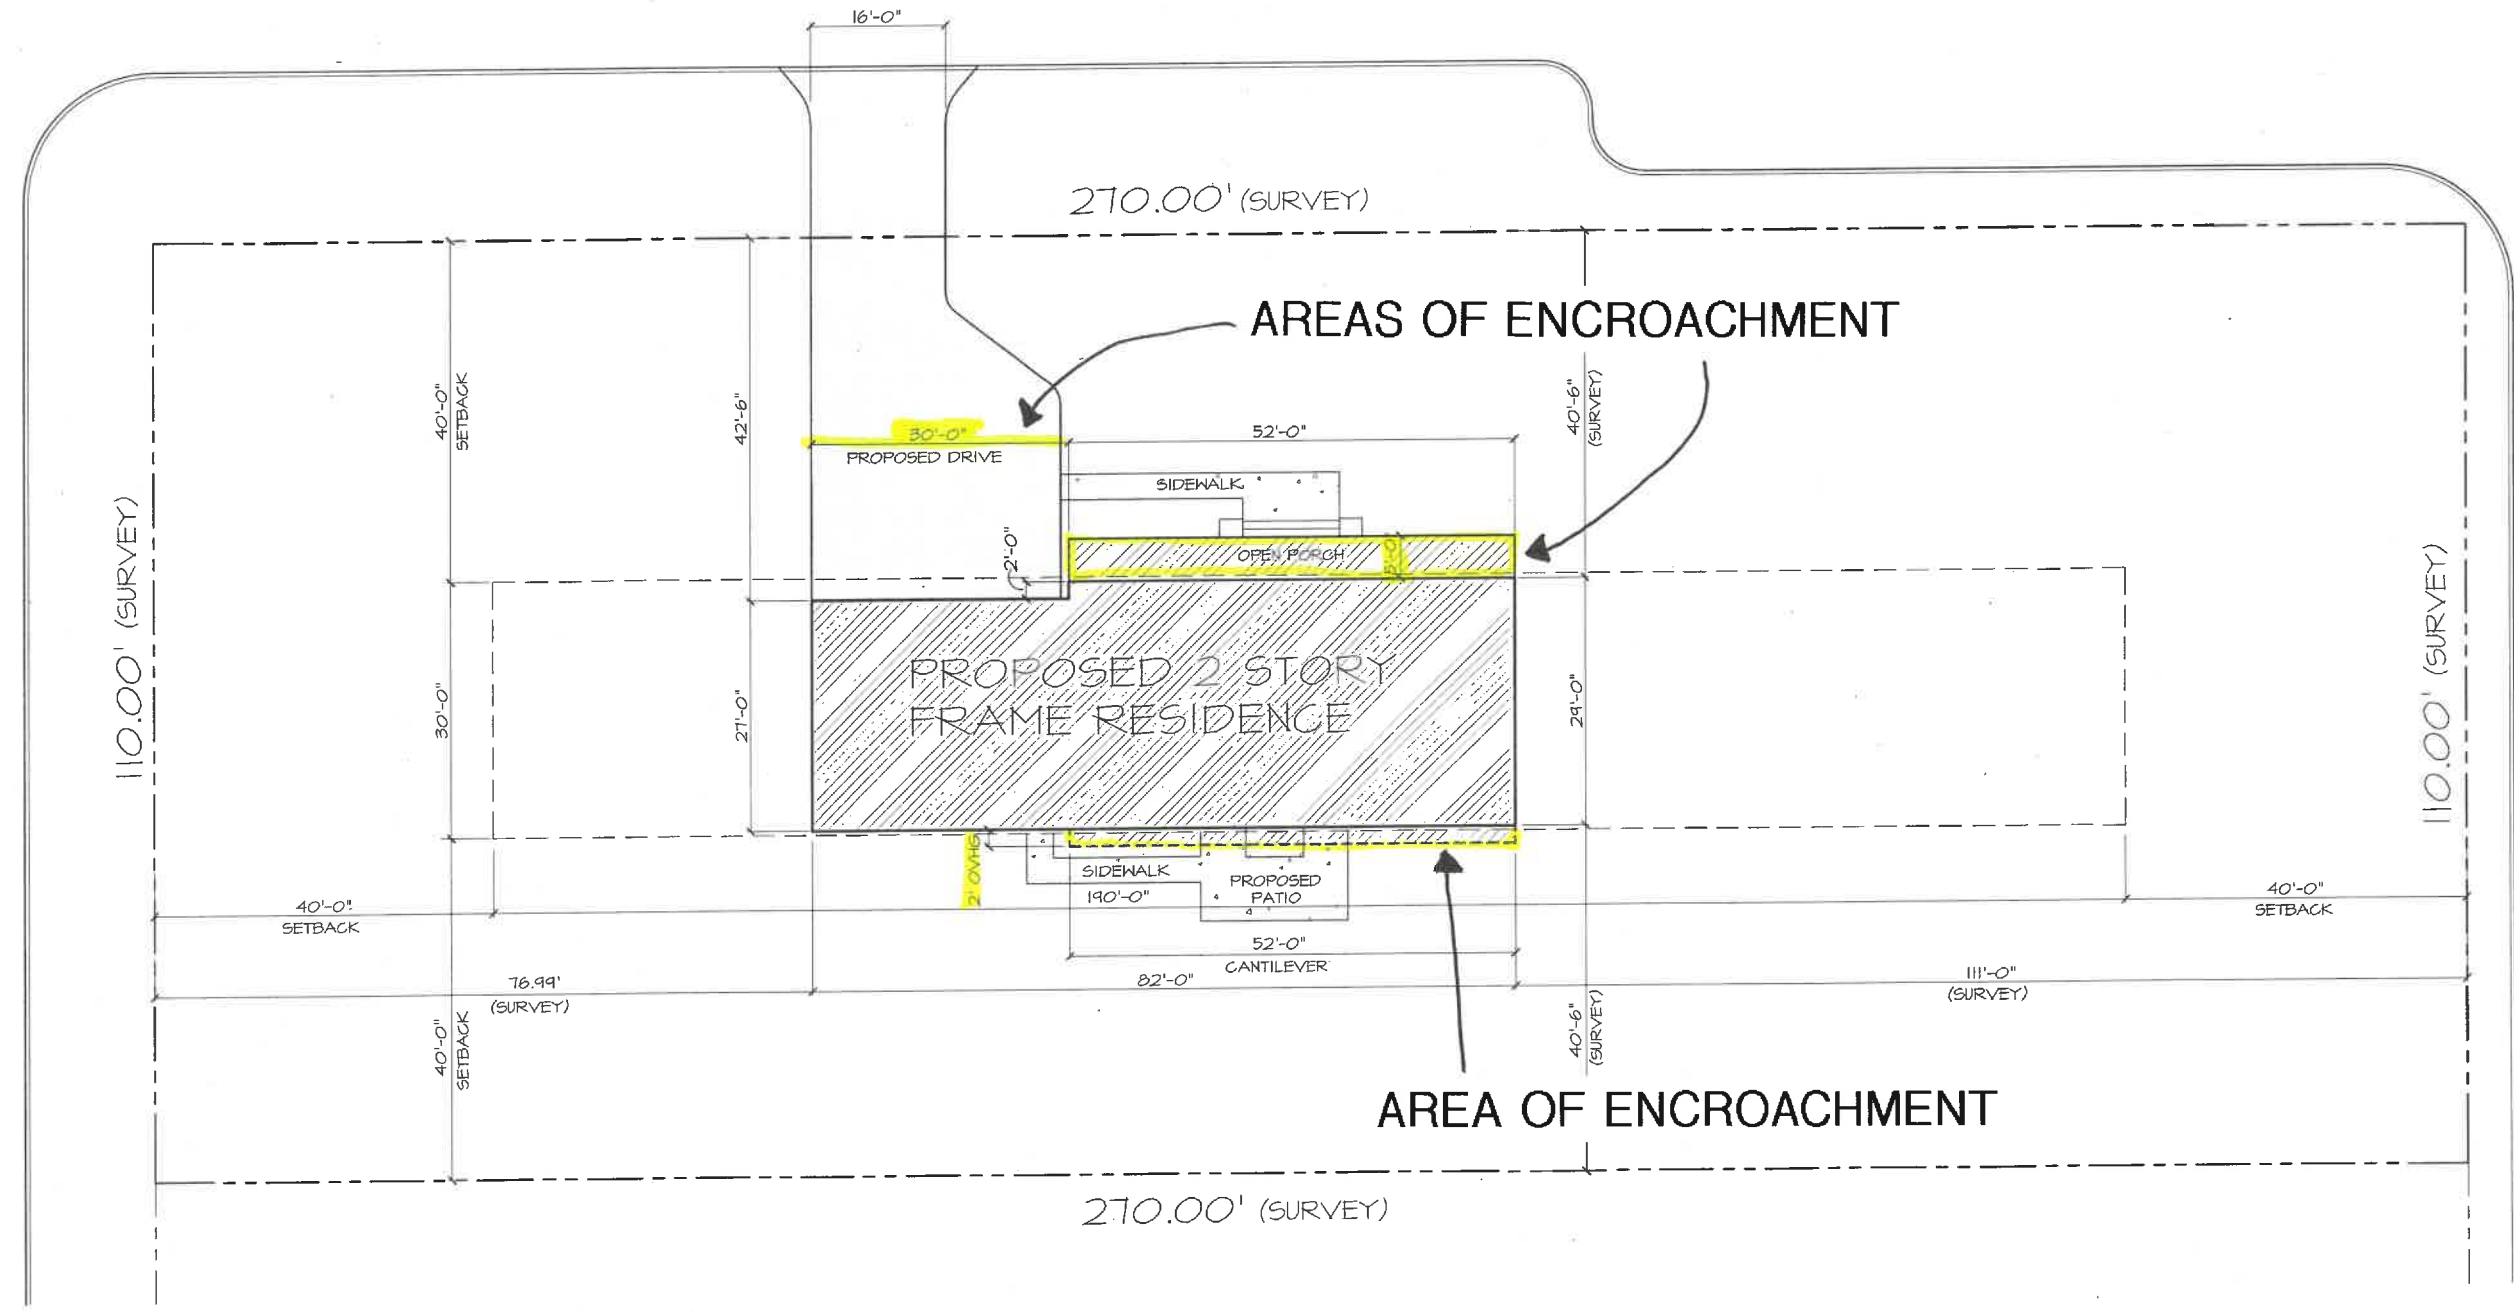 16'-0"
270.00' (SURVEY)
AREAS OF ENCROACHMENT
40'-0"
SETBACK
42'-6"
40'-6"
(SURVEY)
30'-0"
PROPOSED DRIVE
52'-0"
SIDEWALK
110.00' (SURVEY)
2'-0"
OPEN PORCH
110.00' (SURVEY)
PROPOSED 2 STORY
FRAME RESIDENCE
30'-0"
27'-0"
29'-0"
2' OVHG
SIDEWALK
190'-0"
PROPOSED
PATIO
40'-0"
SETBACK
40'-0"
SETBACK
52'-0"
CANTILEVER
76.99'
(SURVEY)
82'-0"
111'-0"
(SURVEY)
40'-0"
SETBACK
40'-6"
(SURVEY)
AREA OF ENCROACHMENT
270.00' (SURVEY)